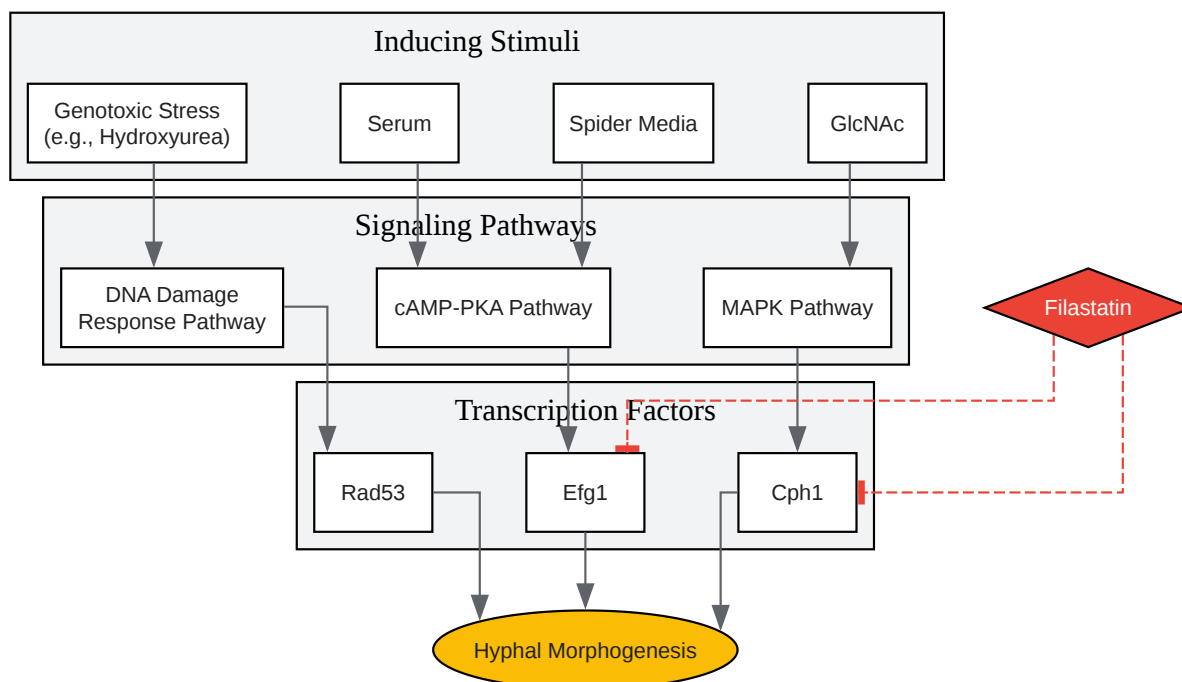 Inducing Stimuli
Genotoxic Stress
(e.g., Hydroxyurea)
Serum
Spider Media
GlcNAc
Signaling Pathways
DNA Damage
Response Pathway
cAMP-PKA Pathway
MAPK Pathway
Filastatin
Transcription Factors
Rad53
Efg1
Cph1
Hyphal Morphogenesis